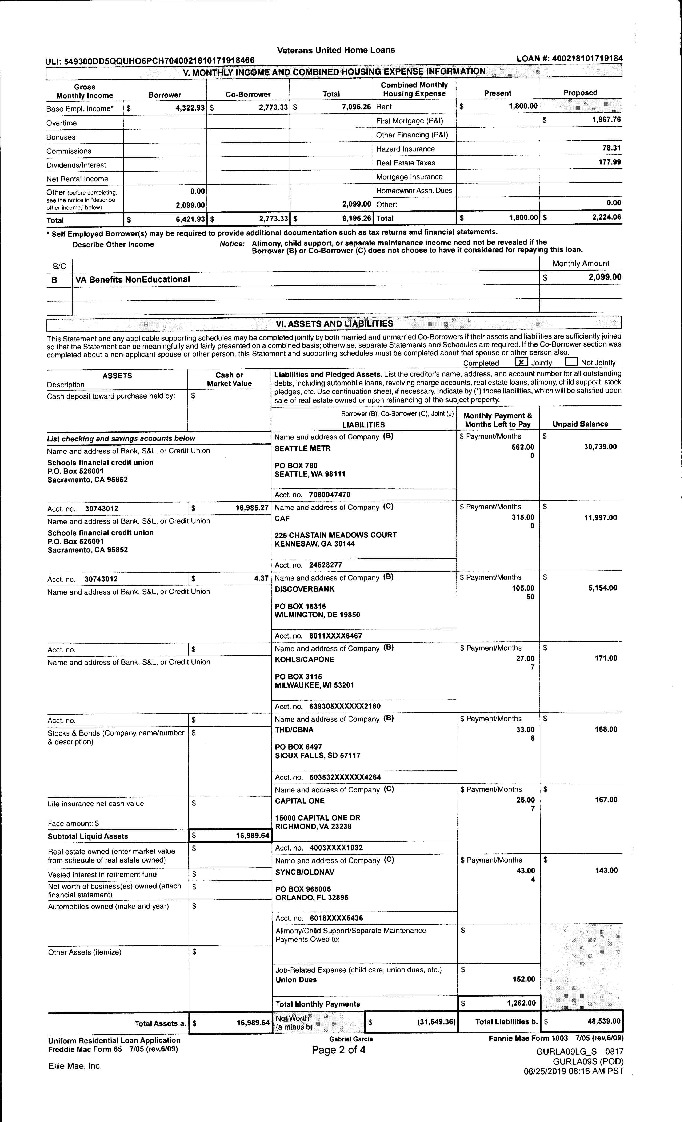 Veterans United Home Loans
ULI: 549300DD5QQUHO6PCH7040021810171918466
LOAN #: 400218101719184
V. MONTHLY INCOME AND COMBINED HOUSING EXPENSE INFORMATION
Gross Monthly Income Borrower Co-Borrower Total Combined Monthly Housing Expense Present Proposed
Base Empl. Income* $ 4,322.93 $ 2,773.33 $ 7,096.26 Rent $ 1,800.00
Overtime First Mortgage (P&I) $ 1,967.76
Bonuses Other Financing (P&I)
Commissions Hazard Insurance 78.31
Dividends/Interest Real Estate Taxes 177.99
Net Rental Income Mortgage Insurance
Other (before completing, see the notice in "describe other income," below) 0.00 2,099.00 2,099.00 Homeowner Assn. Dues
Other: 0.00
Total $ 6,421.93 $ 2,773.33 $ 9,195.26 Total $ 1,800.00 $ 2,224.06
* Self Employed Borrower(s) may be required to provide additional documentation such as tax returns and financial statements.
Describe Other Income Notice: Alimony, child support, or separate maintenance income need not be revealed if the
Borrower (B) or Co-Borrower (C) does not choose to have it considered for repaying this loan.
B/C Monthly Amount
B VA Benefits NonEducational $ 2,099.00
VI. ASSETS AND LIABILITIES
This Statement and any applicable supporting schedules may be completed jointly by both married and unmarried Co-Borrowers if their assets and liabilities are sufficiently joined
so that the Statement can be meaningfully and fairly presented on a combined basis; otherwise, separate Statements and Schedules are required. If the Co-Borrower section was
completed about a non-applicant spouse or other person, this Statement and supporting schedules must be completed about that spouse or other person also.
Completed X Jointly Not Jointly
ASSETS Cash or Market Value
Description
Cash deposit toward purchase held by: $
Liabilities and Pledged Assets. List the creditor's name, address, and account number for all outstanding
debts, including automobile loans, revolving charge accounts, real estate loans, alimony, child support, stock
pledges, etc. Use continuation sheet, if necessary. Indicate by (*) those liabilities, which will be satisfied upon
sale of real estate owned or upon refinancing of the subject property.
Borrower (B), Co-Borrower (C), Joint (J)
LIABILITIES Monthly Payment & Months Left to Pay Unpaid Balance
List checking and savings accounts below
Name and address of Bank, S&L, or Credit Union
Schools financial credit union
P.O. Box 526001
Sacramento, CA 95852
Acct. no. 30743012 $ 16,985.27
Name and address of Bank, S&L, or Credit Union
Schools financial credit union
P.O. Box 526001
Sacramento, CA 95852
Acct. no. 30743012 $ 4.37
Name and address of Bank, S&L, or Credit Union
Acct. no. $
Name and address of Bank, S&L, or Credit Union
Acct. no. $
Stocks & Bonds (Company name/number & description) $
Life insurance net cash value $
Face amount: $
Subtotal Liquid Assets $ 16,989.64
Real estate owned (enter market value from schedule of real estate owned) $
Vested interest in retirement fund $
Net worth of business(es) owned (attach financial statement) $
Automobiles owned (make and year) $
Other Assets (itemize) $
Total Assets a. $ 16,989.64
Name and address of Company (B) $ Payment/Months $
SEATTLE METR 562.00 30,739.00
0
PO BOX 780
SEATTLE, WA 98111
Acct. no. 7080047470
Name and address of Company (C) $ Payment/Months $
CAF 315.00 11,997.00
0
225 CHASTAIN MEADOWS COURT
KENNESAW, GA 30144
Acct. no. 24528277
Name and address of Company (B) $ Payment/Months $
DISCOVERBANK 105.00 5,154.00
50
PO BOX 15316
WILMINGTON, DE 19850
Acct. no. 6011XXXX6467
Name and address of Company (B) $ Payment/Months $
KOHLS/CAPONE 27.00 171.00
7
PO BOX 3115
MILWAUKEE, WI 53201
Acct. no. 639305XXXXXX2160
Name and address of Company (B) $ Payment/Months $
THD/CBNA 33.00 168.00
6
PO BOX 6497
SIOUX FALLS, SD 57117
Acct. no. 603532XXXXXX4264
Name and address of Company (C) $ Payment/Months $
CAPITAL ONE 25.00 167.00
7
15000 CAPITAL ONE DR
RICHMOND, VA 23238
Acct. no. 4003XXXX1032
Name and address of Company (C) $ Payment/Months $
SYNCB/OLDNAV 43.00 143.00
4
PO BOX 965005
ORLANDO, FL 32896
Acct. no. 6018XXXX5436
Alimony/Child Support/Separate Maintenance Payments Owed to: $
Job-Related Expense (child care, union dues, etc.) $
Union Dues 152.00
Total Monthly Payments $ 1,262.00
Net Worth (a minus b) $ (31,549.36) Total Liabilities b. $ 48,539.00
Uniform Residential Loan Application
Freddie Mac Form 65 7/05 (rev.6/09)
Ellie Mae, Inc.
Gabriel Garcia
Page 2 of 4
Fannie Mae Form 1003 7/05 (rev.6/09)
GURLA09LG_S 0817
GURLA09S (POD)
06/25/2019 08:15 AM PST